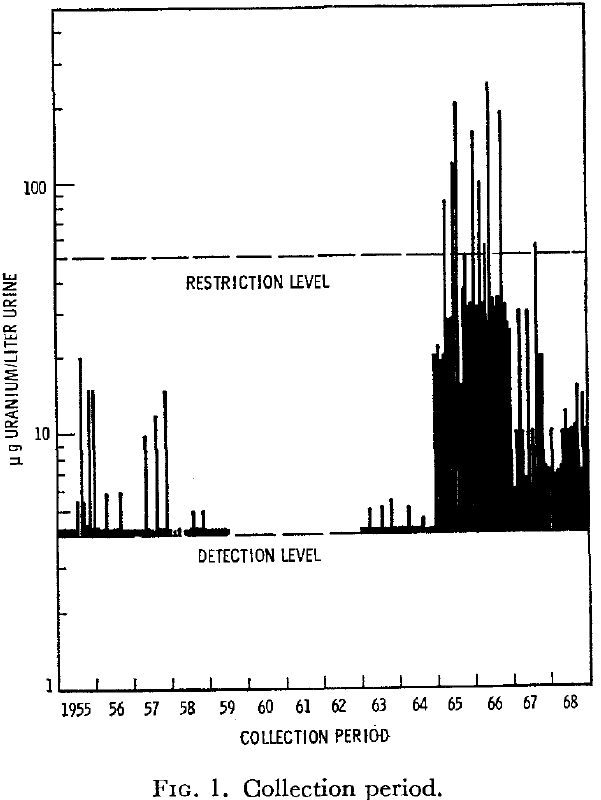 100
RESTRICTION LEVEL
µg URANIUM/LITER URINE
10
DETECTION LEVEL
1
1955 56 57 58 59 60 61 62 63 64 65 66 67 68
COLLECTION PERIOD
FIG. 1. Collection period.